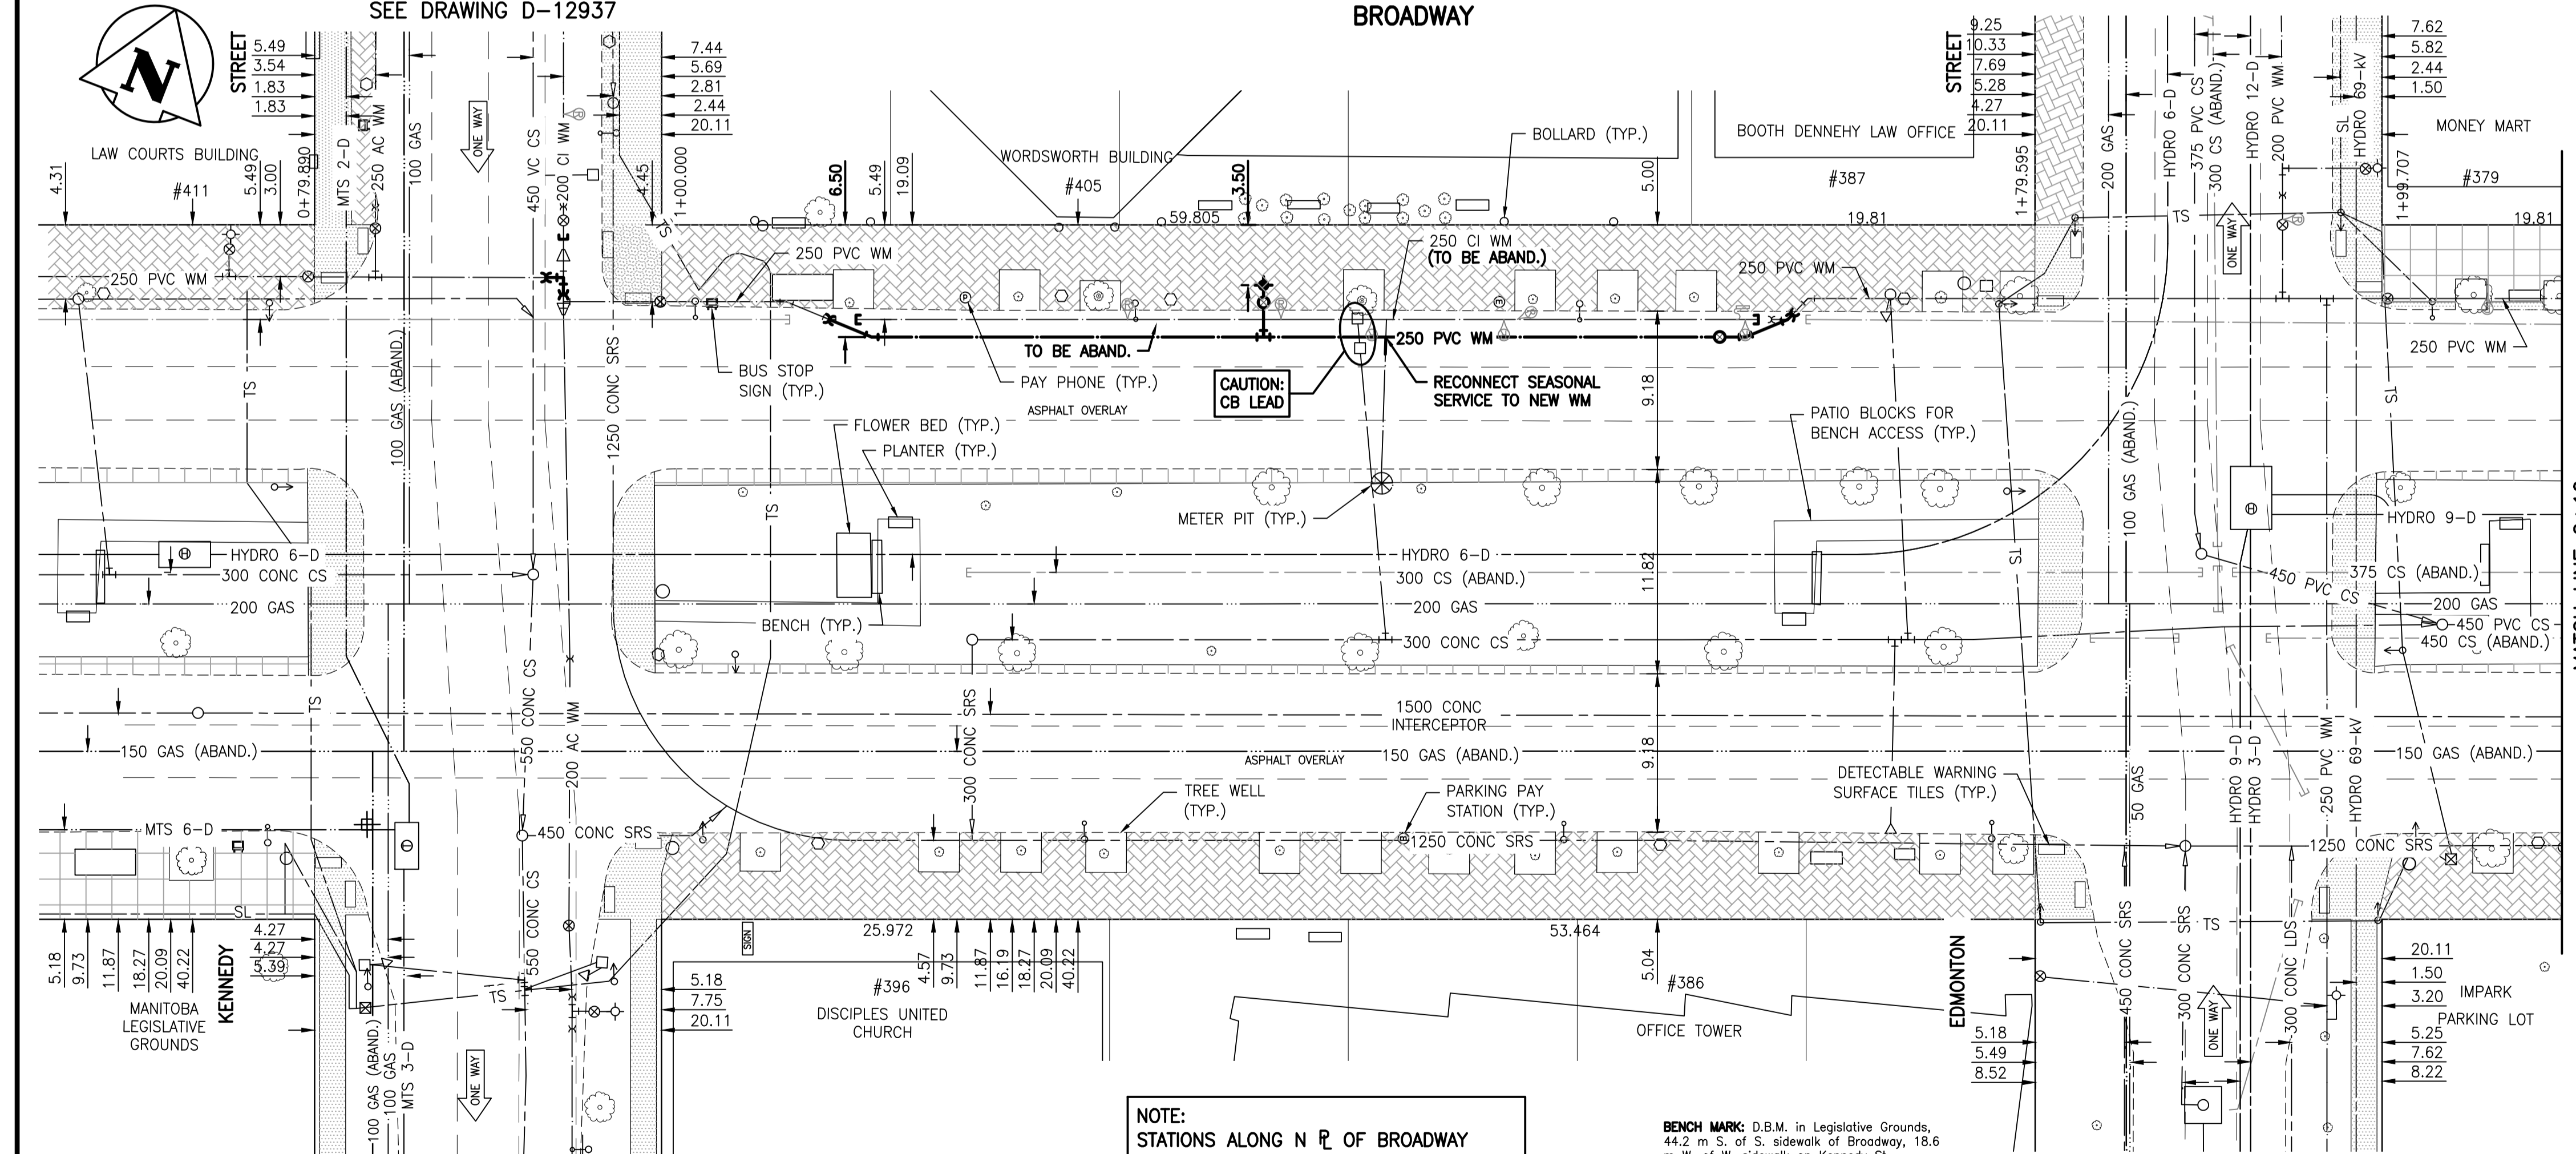 SEE DRAWING D-12937
BROADWAY
N
STREET
5.49
3.54
1.83
1.83
MTS 2-D
250 AC WM
100 GAS
ONE WAY
450 VC CS
200 CI WM
7.44
5.69
2.81
2.44
20.11
STREET
9.25
10.33
7.69
5.28
4.27
20.11
200 GAS
HYDRO 6-D
375 PVC CS
300 CS (ABAND.)
HYDRO 12-D
200 PVC WM
SL
HYDRO 69-kV
7.62
5.82
2.44
1.50
MONEY MART
#379
19.81
LAW COURTS BUILDING
#411
4.31
5.49
3.00
0+79.890
4.45
1+00.000
6.50
5.49
19.09
WORDSWORTH BUILDING
#405
3.50
BOLLARD (TYP.)
5.00
BOOTH DENNEHY LAW OFFICE
#387
1+79.595
1+99.707
59.805
19.81
TS
TS
ONE WAY
250 PVC WM
250 PVC WM
250 CI WM
(TO BE ABAND.)
250 PVC WM
250 PVC WM
TO BE ABAND.
250 PVC WM
BUS STOP
SIGN (TYP.)
PAY PHONE (TYP.)
ASPHALT OVERLAY
CAUTION:
CB LEAD
RECONNECT SEASONAL
SERVICE TO NEW WM
9.18
PATIO BLOCKS FOR
BENCH ACCESS (TYP.)
TS
100 GAS (ABAND.)
1250 CONC SRS
FLOWER BED (TYP.)
PLANTER (TYP.)
TS
METER PIT (TYP.)
100 GAS (ABAND.)
TS
TS
HYDRO 9-D
HYDRO 6-D
300 CONC CS
200 GAS
HYDRO 6-D
300 CS (ABAND.)
11.82
200 GAS
BENCH (TYP.)
300 CONC CS
450 PVC CS
375 CS (ABAND.)
200 GAS
450 PVC CS
450 CS (ABAND.)
TS
550 CONC CS
200 AC WM
300 CONC SRS
1500 CONC
INTERCEPTOR
150 GAS (ABAND.)
ASPHALT OVERLAY
150 GAS (ABAND.)
9.18
150 GAS (ABAND.)
50 GAS
HYDRO 9-D
HYDRO 3-D
250 PVC WM
HYDRO 69-kV
DETECTABLE WARNING
SURFACE TILES (TYP.)
TREE WELL
(TYP.)
PARKING PAY
STATION (TYP.)
MTS 6-D
450 CONC SRS
1250 CONC SRS
1250 CONC SRS
SL
5.18
9.73
11.87
18.27
20.09
40.22
KENNEDY
4.27
4.27
5.39
MANITOBA
LEGISLATIVE
GROUNDS
100 GAS (ABAND.)
100 GAS
MTS 3-D
ONE WAY
TS
550 CONC CS
5.18
7.75
20.11
SIGN
25.972
#396
DISCIPLES UNITED
CHURCH
4.57
9.73
11.87
16.19
18.27
20.09
40.22
53.464
5.04
#386
OFFICE TOWER
EDMONTON
5.18
5.49
8.52
450 CONC SRS
300 CONC SRS
TS
ONE WAY
300 CONC LDS
20.11
1.50
3.20
IMPARK
PARKING LOT
5.25
7.62
8.22
NOTE:
STATIONS ALONG N ⅊ OF BROADWAY
BENCH MARK: D.B.M. in Legislative Grounds,
44.2 m S. of S. sidewalk of Broadway, 18.6